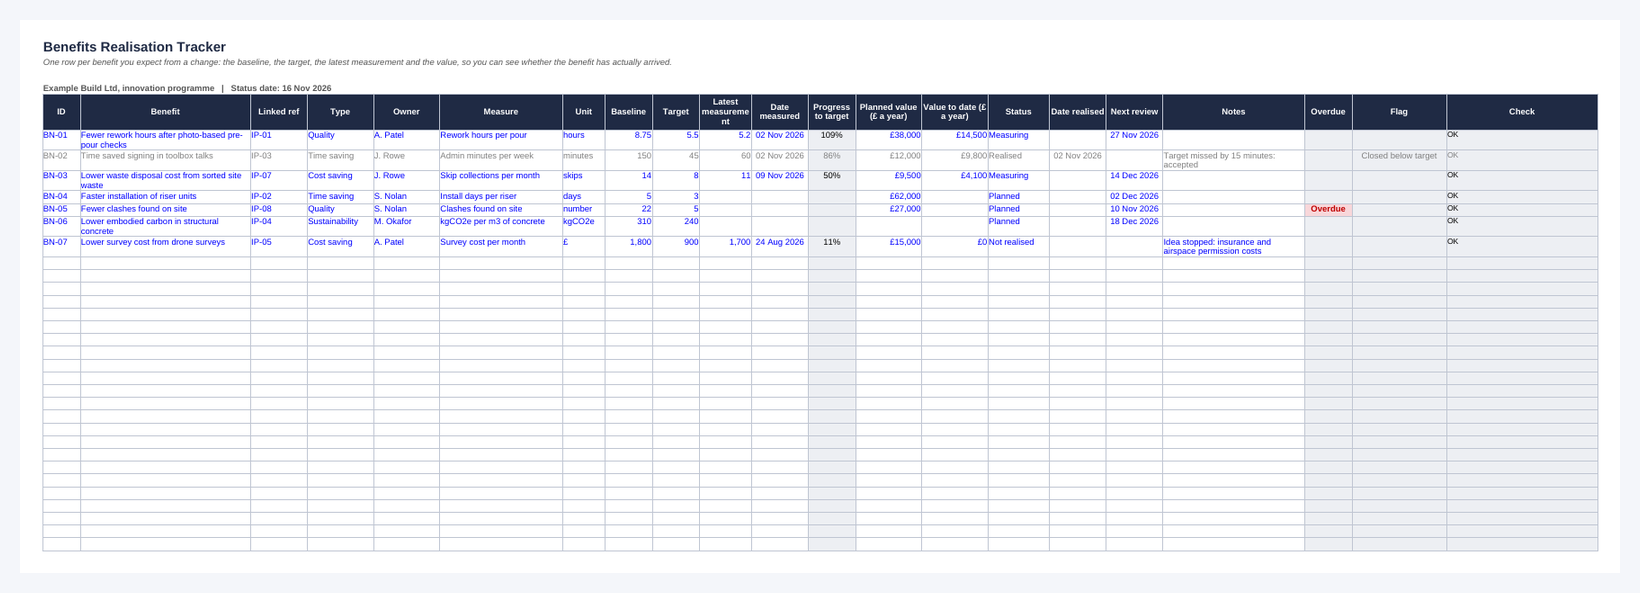 Benefits Realisation Tracker
One row per benefit you expect from a change: the baseline, the target, the latest measurement and the value, so you can see whether the benefit has actually arrived.
Example Build Ltd, innovation programme | Status date: 16 Nov 2026
ID Benefit Linked ref Type Owner Measure Unit Baseline Target Latest measurement Date measured Progress to target Planned value (£ a year) Value to date (£ a year) Status Date realised Next review Notes Overdue Flag Check
BN-01 Fewer rework hours after photo-based pre-pour checks IP-01 Quality A. Patel Rework hours per pour hours 8.75 5.5 5.2 02 Nov 2026 109% £38,000 £14,500 Measuring 27 Nov 2026 OK
BN-02 Time saved signing in toolbox talks IP-03 Time saving J. Rowe Admin minutes per week minutes 150 45 60 02 Nov 2026 86% £12,000 £9,800 Realised 02 Nov 2026 Target missed by 15 minutes: accepted Closed below target OK
BN-03 Lower waste disposal cost from sorted site waste IP-07 Cost saving J. Rowe Skip collections per month skips 14 8 11 09 Nov 2026 50% £9,500 £4,100 Measuring 14 Dec 2026 OK
BN-04 Faster installation of riser units IP-02 Time saving S. Nolan Install days per riser days 5 3 £62,000 Planned 02 Dec 2026 OK
BN-05 Fewer clashes found on site IP-08 Quality S. Nolan Clashes found on site number 22 5 £27,000 Planned 10 Nov 2026 Overdue OK
BN-06 Lower embodied carbon in structural concrete IP-04 Sustainability M. Okafor kgCO2e per m3 of concrete kgCO2e 310 240 Planned 18 Dec 2026 OK
BN-07 Lower survey cost from drone surveys IP-05 Cost saving A. Patel Survey cost per month £ 1,800 900 1,700 24 Aug 2026 11% £15,000 £0 Not realised Idea stopped: insurance and airspace permission costs OK